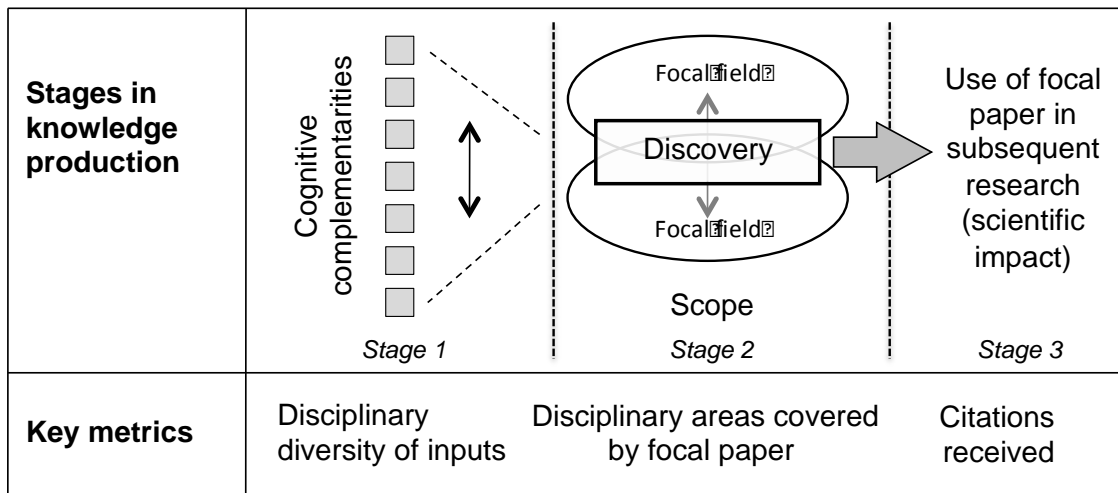 Stages in
knowledge
production
Cognitive
complementarities
Stage 1
Focal⍰field⍰
Discovery
Focal⍰field⍰
Scope
Stage 2
Use of focal
paper in
subsequent
research
(scientific
impact)
Stage 3
Key metrics
Disciplinary
diversity of inputs
Disciplinary areas covered
by focal paper
Citations
received